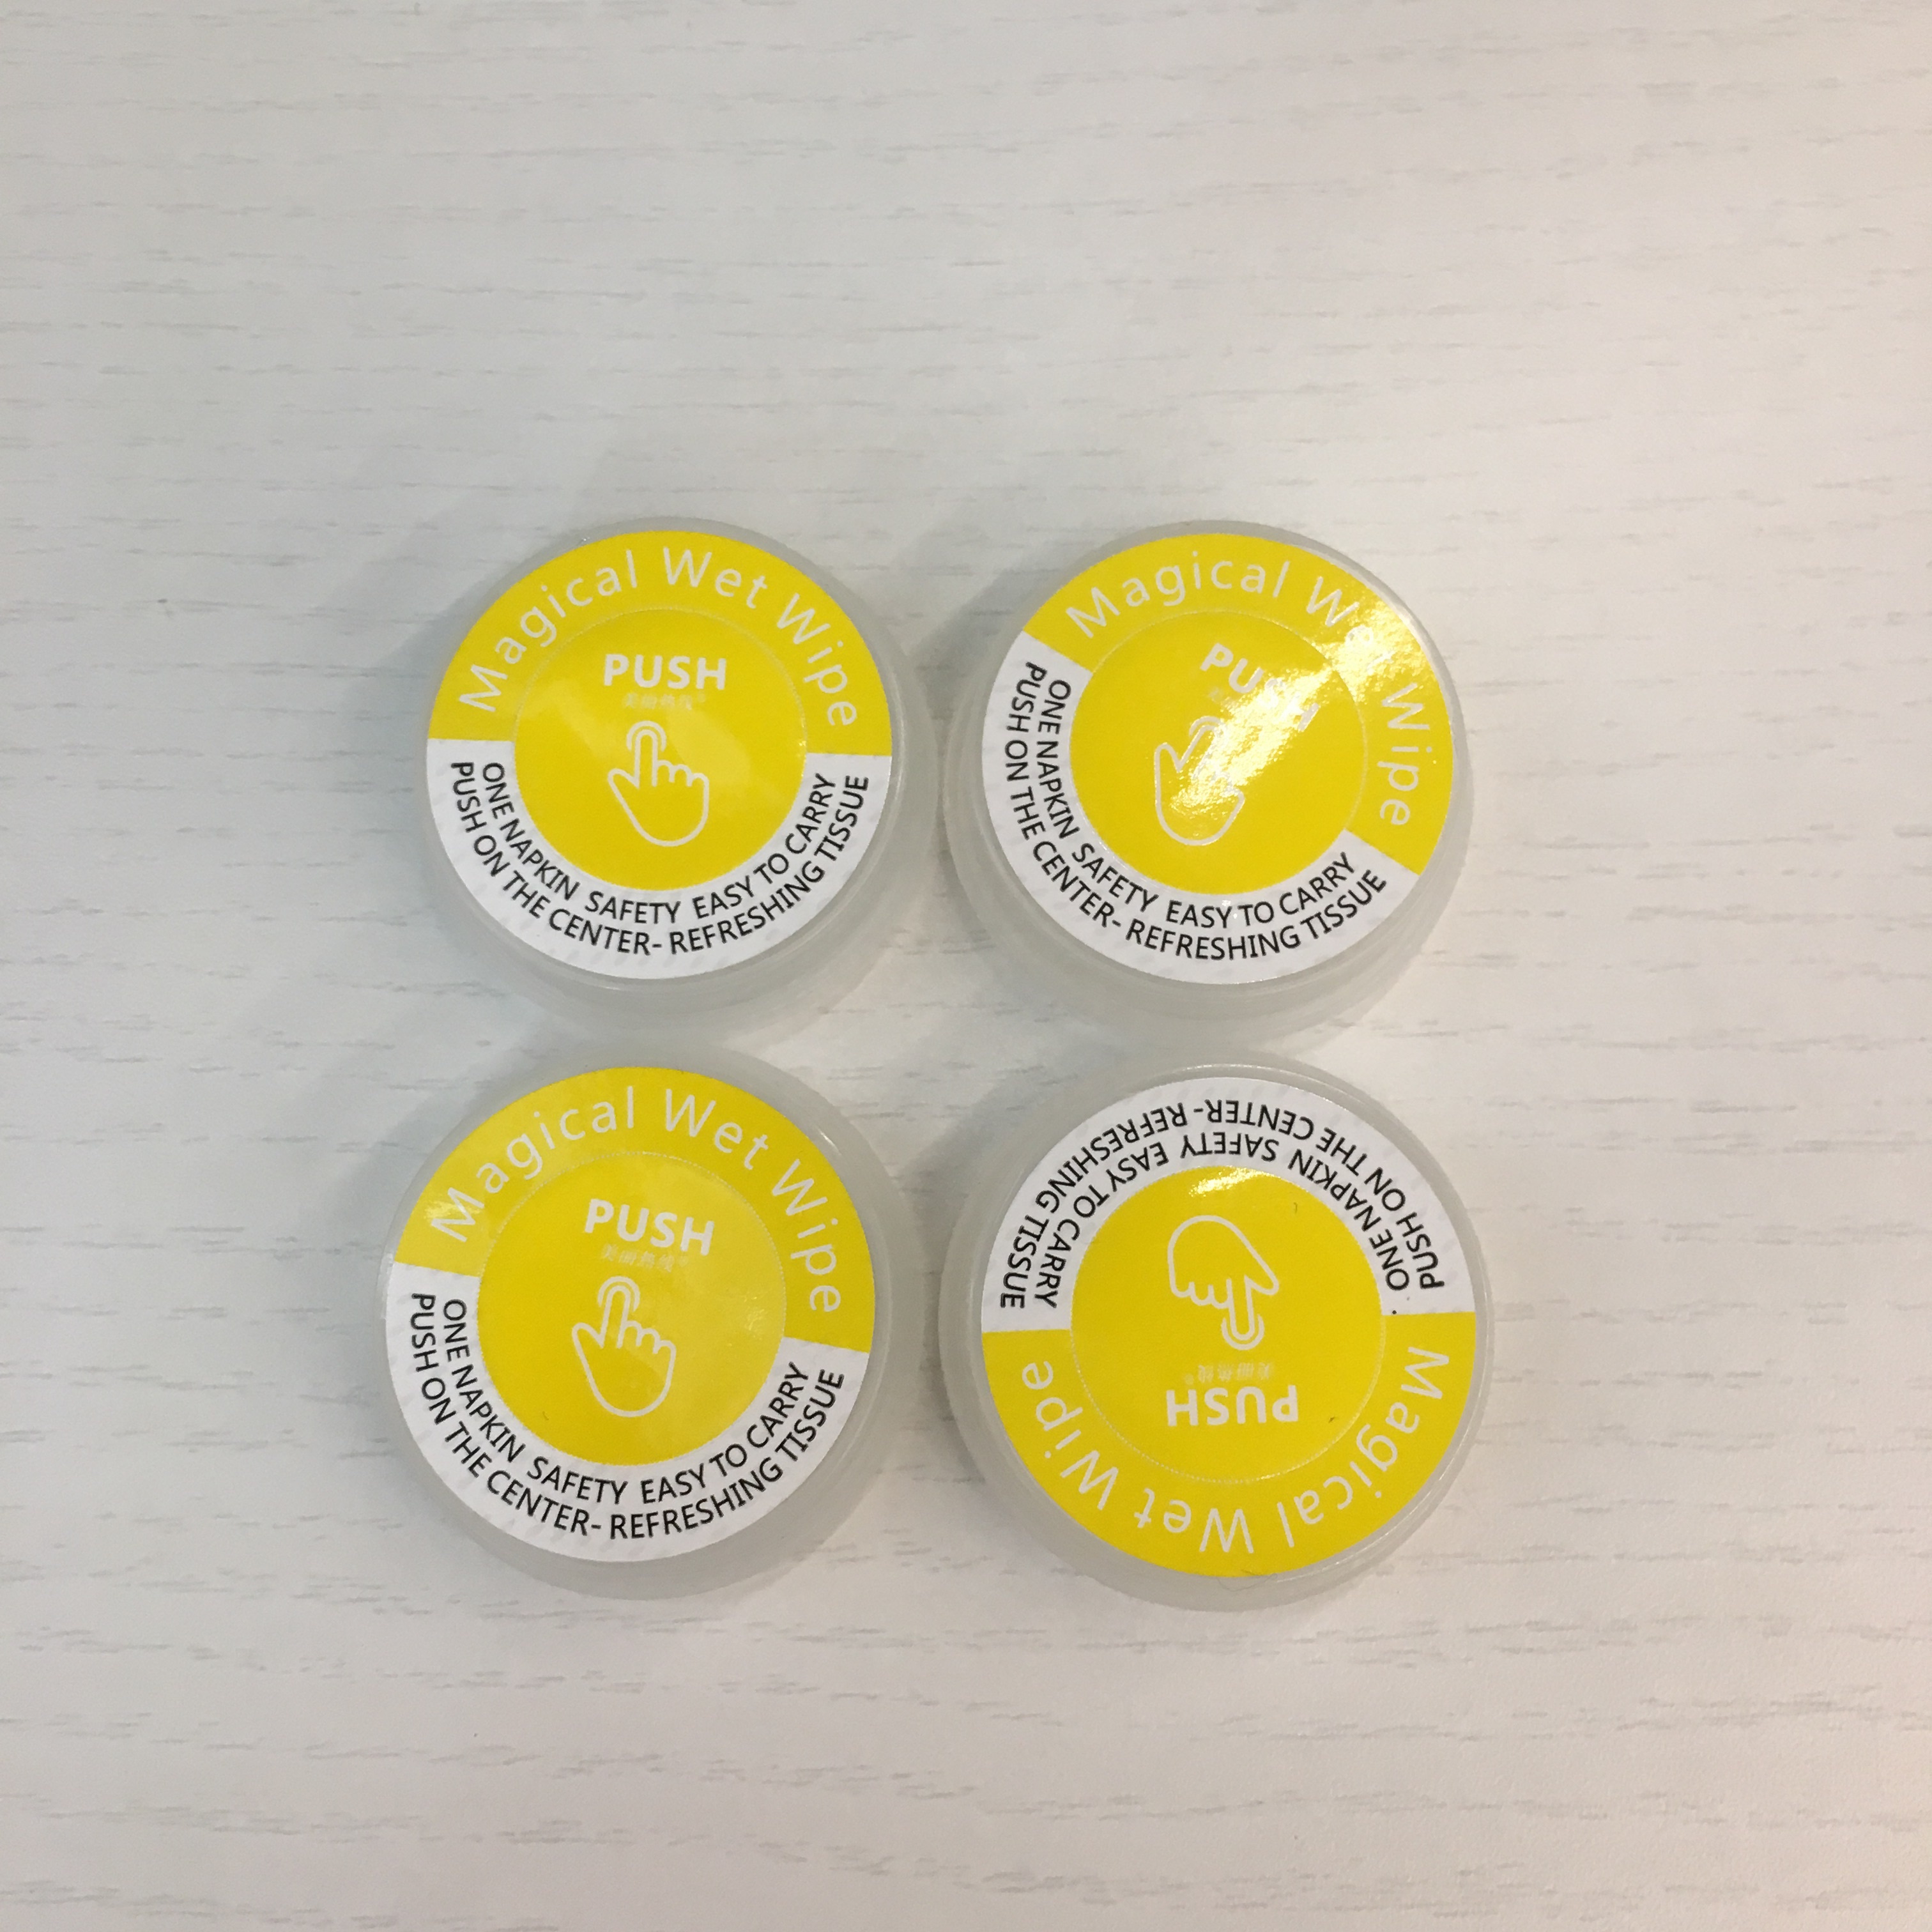 Magical Wet Wipe
PUSH
ONE NAPKIN SAFETY EASY TO CARRY
PUSH ON THE CENTER- REFRESHING TISSUE
Magical Wet Wipe
PUSH
ONE NAPKIN SAFETY EASY TO CARRY
PUSH ON THE CENTER- REFRESHING TISSUE
Magical Wet Wipe
PUSH
ONE NAPKIN SAFETY EASY TO CARRY
PUSH ON THE CENTER- REFRESHING TISSUE
Magical Wet Wipe
PUSH
ONE NAPKIN SAFETY EASY TO CARRY
PUSH ON THE CENTER- REFRESHING TISSUE